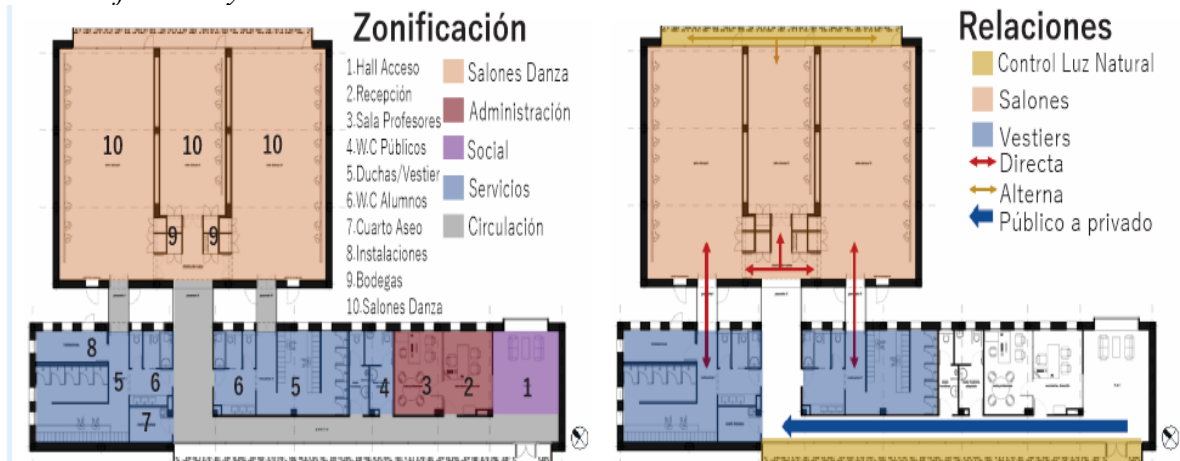 Zonificación
1.Hall Acceso
2.Recepción
3.Sala Profesores
4.W.C Públicos
5.Duchas/Vestier
6.W.C Alumnos
7.Cuarto Aseo
8.Instalaciones
9.Bodegas
10.Salones Danza
Salones Danza
Administración
Social
Servicios
Circulación
10
10
10
9
9
8
5
6
7
6
5
4
3
2
1
Relaciones
Control Luz Natural
Salones
Vestiers
Directa
Alterna
Público a privado